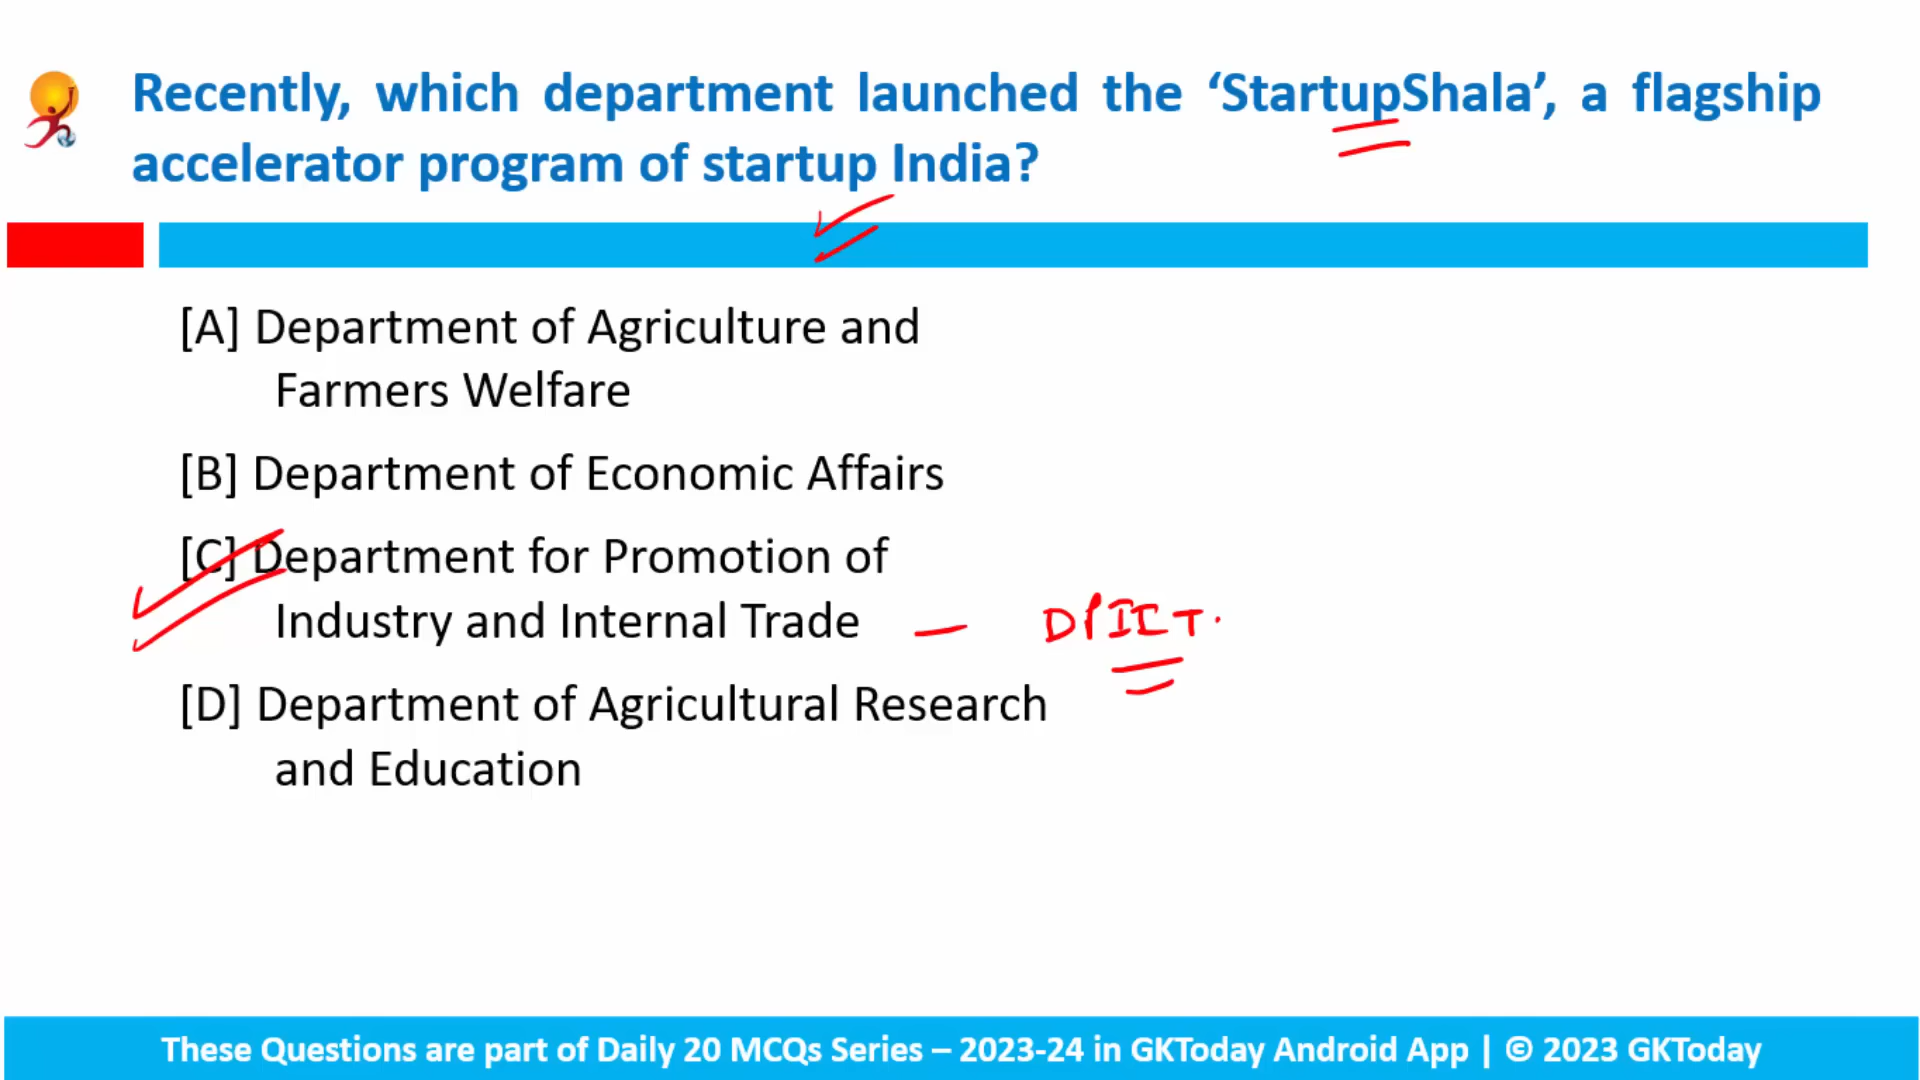 Recently, which department launched the ‘StartupShala’, a flagship
accelerator program of startup India?
[A] Department of Agriculture and
Farmers Welfare
[B] Department of Economic Affairs
[C] Department for Promotion of
Industry and Internal Trade — DPIIT.
[D] Department of Agricultural Research
and Education
These Questions are part of Daily 20 MCQs Series – 2023-24 in GKToday Android App | © 2023 GKToday